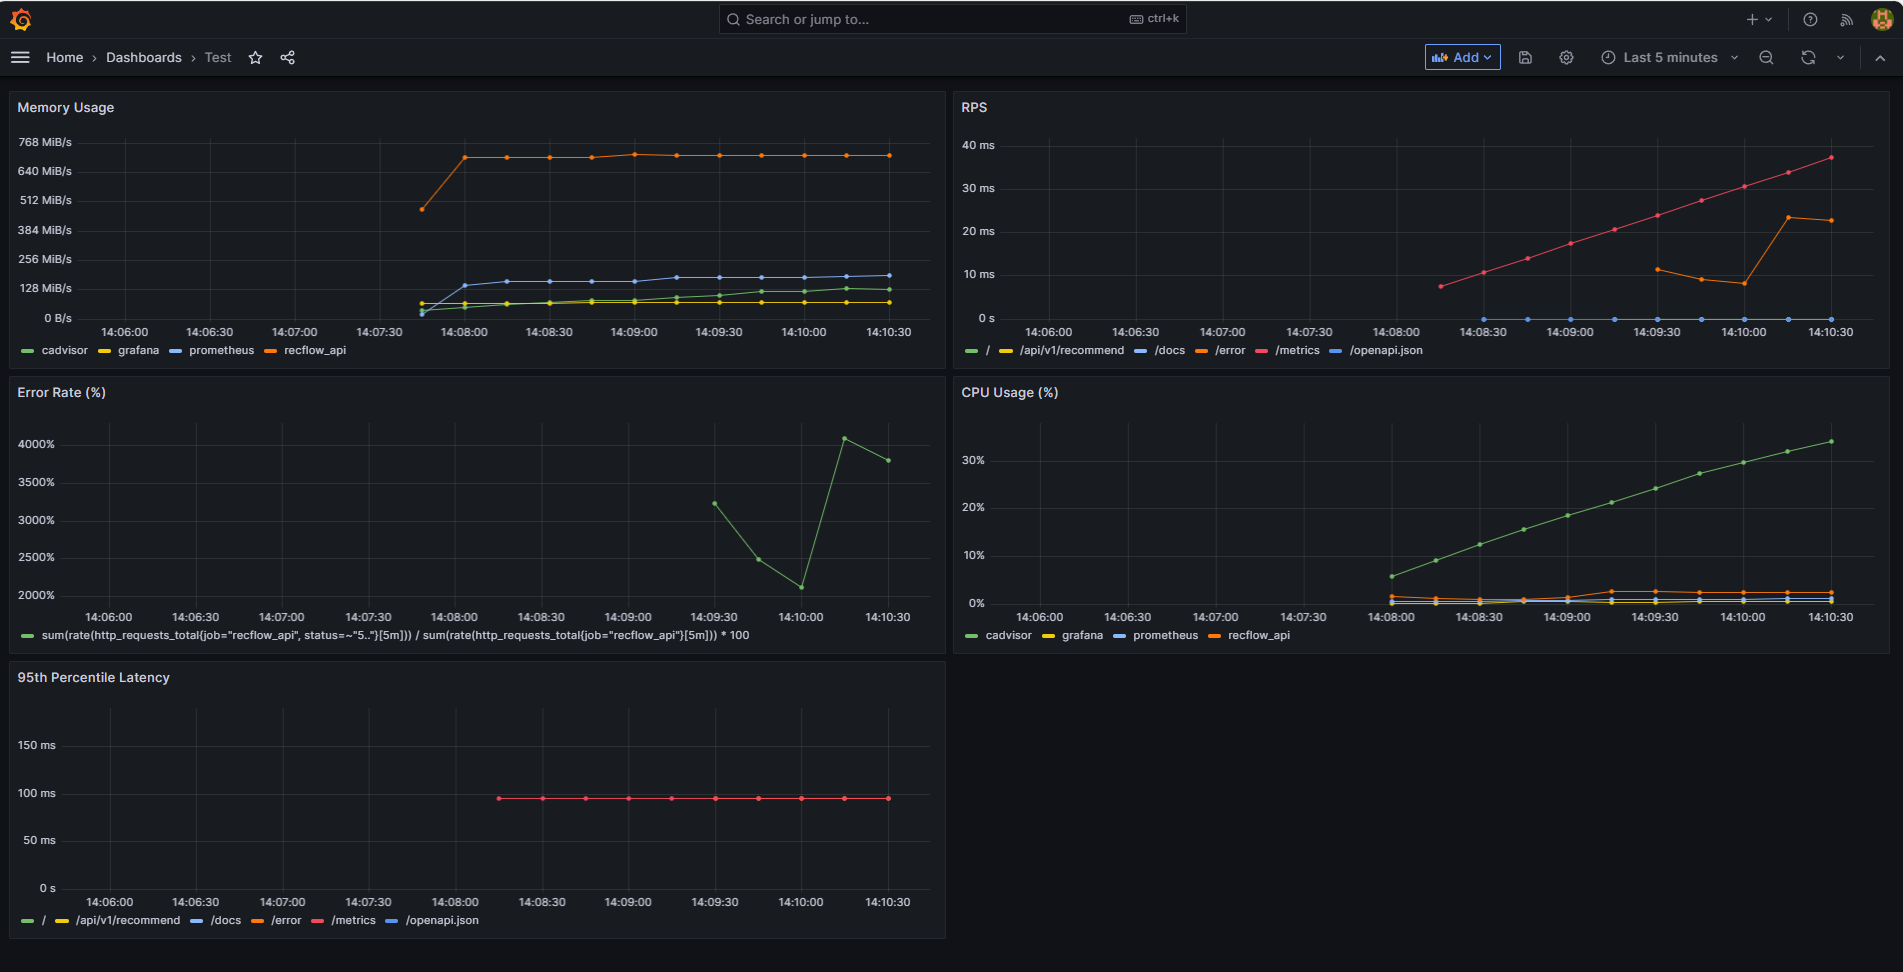 Search or jump to...
ctrl+k
Home › Dashboards › Test
Add
Last 5 minutes
Memory Usage
768 MiB/s
640 MiB/s
512 MiB/s
384 MiB/s
256 MiB/s
128 MiB/s
0 B/s
14:06:00 14:06:30 14:07:00 14:07:30 14:08:00 14:08:30 14:09:00 14:09:30 14:10:00 14:10:30
cadvisor grafana prometheus recflow_api
RPS
40 ms
30 ms
20 ms
10 ms
0 s
14:06:00 14:06:30 14:07:00 14:07:30 14:08:00 14:08:30 14:09:00 14:09:30 14:10:00 14:10:30
/ /api/v1/recommend /docs /error /metrics /openapi.json
Error Rate (%)
4000%
3500%
3000%
2500%
2000%
14:06:00 14:06:30 14:07:00 14:07:30 14:08:00 14:08:30 14:09:00 14:09:30 14:10:00 14:10:30
sum(rate(http_requests_total{job="recflow_api", status=~"5.."}[5m])) / sum(rate(http_requests_total{job="recflow_api"}[5m])) * 100
CPU Usage (%)
30%
20%
10%
0%
14:06:00 14:06:30 14:07:00 14:07:30 14:08:00 14:08:30 14:09:00 14:09:30 14:10:00 14:10:30
cadvisor grafana prometheus recflow_api
95th Percentile Latency
150 ms
100 ms
50 ms
0 s
14:06:00 14:06:30 14:07:00 14:07:30 14:08:00 14:08:30 14:09:00 14:09:30 14:10:00 14:10:30
/ /api/v1/recommend /docs /error /metrics /openapi.json